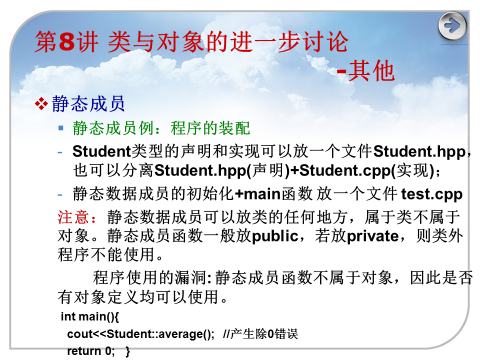 第8讲 类与对象的进一步讨论
-其他
❖静态成员
▪ 静态成员例：程序的装配
- Student类型的声明和实现可以放一个文件Student.hpp，
也可以分离Student.hpp(声明)+Student.cpp(实现)；
- 静态数据成员的初始化+main函数 放一个文件 test.cpp
注意：静态数据成员可以放类的任何地方，属于类不属于
对象。静态成员函数一般放public，若放private，则类外
程序不能使用。
程序使用的漏洞: 静态成员函数不属于对象，因此是否
有对象定义均可以使用。
int main(){
cout<<Student::average(); //产生除0错误
return 0; }